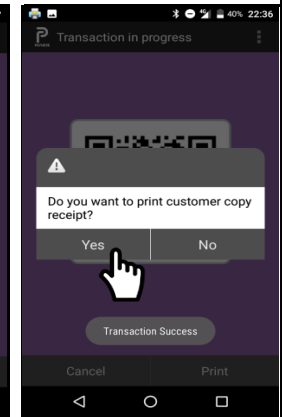 40% 22:36
Transaction in progress
Do you want to print customer copy
receipt?
Yes No
Transaction Success
Cancel Print